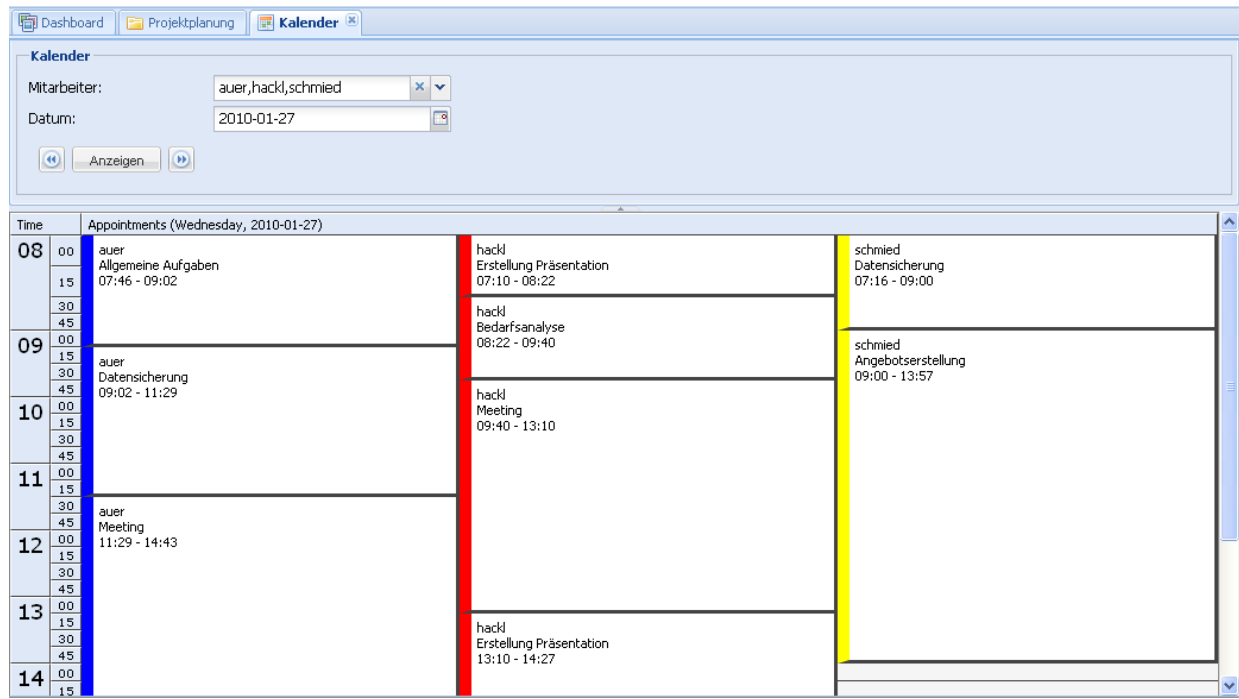 Dashboard Projektplanung Kalender
Kalender
Mitarbeiter: auer,hackl,schmied
Datum: 2010-01-27
Anzeigen
Time Appointments (Wednesday, 2010-01-27)
08 00
15
30
45
09 00
15
30
45
10 00
15
30
45
11 00
15
30
45
12 00
15
30
45
13 00
15
30
45
14 00
15
auer
Allgemeine Aufgaben
07:46 - 09:02
auer
Datensicherung
09:02 - 11:29
auer
Meeting
11:29 - 14:43
hackl
Erstellung Präsentation
07:10 - 08:22
hackl
Bedarfsanalyse
08:22 - 09:40
hackl
Meeting
09:40 - 13:10
hackl
Erstellung Präsentation
13:10 - 14:27
schmied
Datensicherung
07:16 - 09:00
schmied
Angebotserstellung
09:00 - 13:57